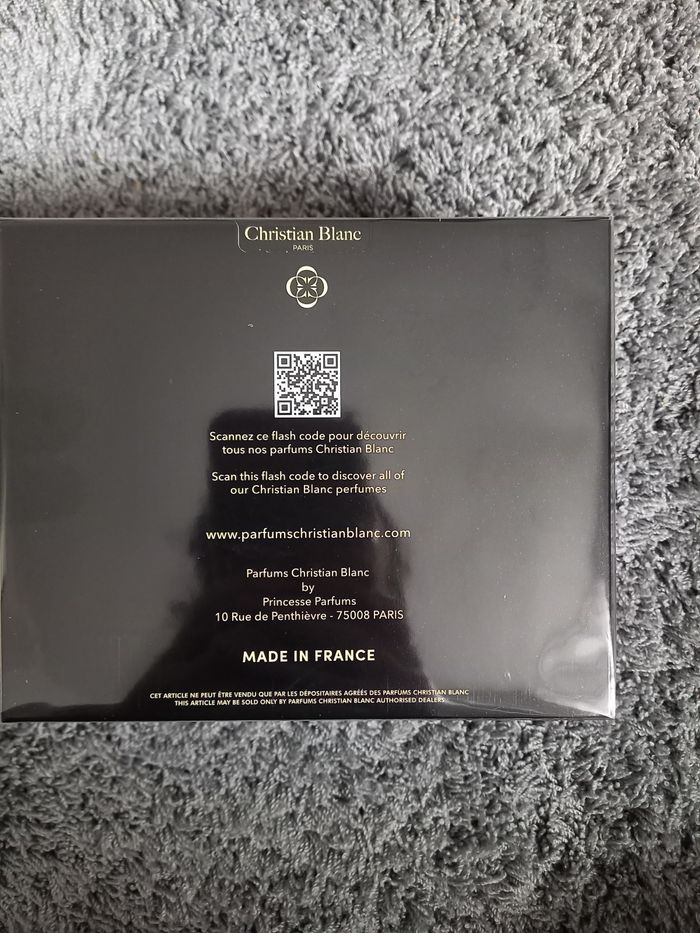 Christian Blanc
PARIS
Scannez ce flash code pour découvrir
tous nos parfums Christian Blanc
Scan this flash code to discover all of
our Christian Blanc perfumes
www.parfumschristianblanc.com
Parfums Christian Blanc
by
Princesse Parfums
10 Rue de Penthièvre - 75008 PARIS
MADE IN FRANCE
CET ARTICLE NE PEUT ÊTRE VENDU QUE PAR LES DÉPOSITAIRES AGRÉÉS DES PARFUMS CHRISTIAN BLANC
THIS ARTICLE MAY BE SOLD ONLY BY PARFUMS CHRISTIAN BLANC AUTHORISED DEALERS